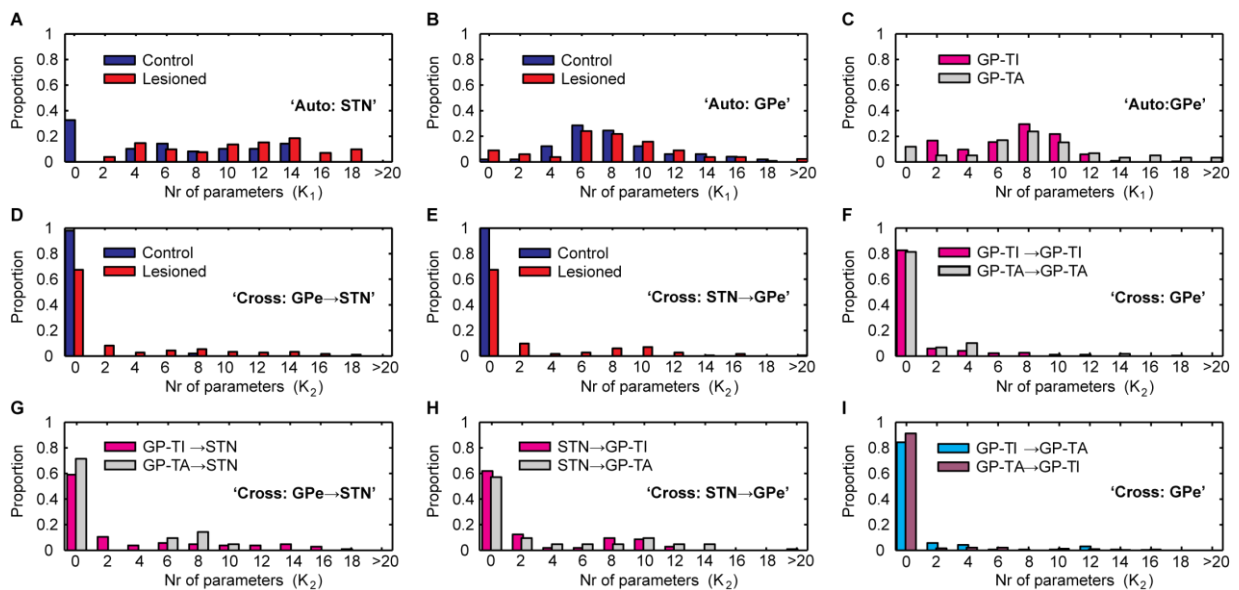 A
1
0.8
0.6
0.4
0.2
0
Proportion
Control
Lesioned
'Auto: STN'
0 2 4 6 8 10 12 14 16 18 >20
Nr of parameters (K₁)
B
1
0.8
0.6
0.4
0.2
0
Proportion
Control
Lesioned
'Auto: GPe'
0 2 4 6 8 10 12 14 16 18 >20
Nr of parameters (K₁)
C
1
0.8
0.6
0.4
0.2
0
Proportion
GP-TI
GP-TA
'Auto:GPe'
0 2 4 6 8 10 12 14 16 18 >20
Nr of parameters (K₁)
D
1
0.8
0.6
0.4
0.2
0
Proportion
Control
Lesioned
'Cross: GPe→STN'
0 2 4 6 8 10 12 14 16 18 >20
Nr of parameters (K₂)
E
1
0.8
0.6
0.4
0.2
0
Proportion
Control
Lesioned
'Cross: STN→GPe'
0 2 4 6 8 10 12 14 16 18 >20
Nr of parameters (K₂)
F
1
0.8
0.6
0.4
0.2
0
Proportion
GP-TI →GP-TI
GP-TA→GP-TA
'Cross: GPe'
0 2 4 6 8 10 12 14 16 18 >20
Nr of parameters (K₂)
G
1
0.8
0.6
0.4
0.2
0
Proportion
GP-TI →STN
GP-TA→STN
'Cross: GPe→STN'
0 2 4 6 8 10 12 14 16 18 >20
Nr of parameters (K₂)
H
1
0.8
0.6
0.4
0.2
0
Proportion
STN→GP-TI
STN→GP-TA
'Cross: STN→GPe'
0 2 4 6 8 10 12 14 16 18 >20
Nr of parameters (K₂)
I
1
0.8
0.6
0.4
0.2
0
Proportion
GP-TI →GP-TA
GP-TA→GP-TI
'Cross: GPe'
0 2 4 6 8 10 12 14 16 18 >20
Nr of parameters (K₂)